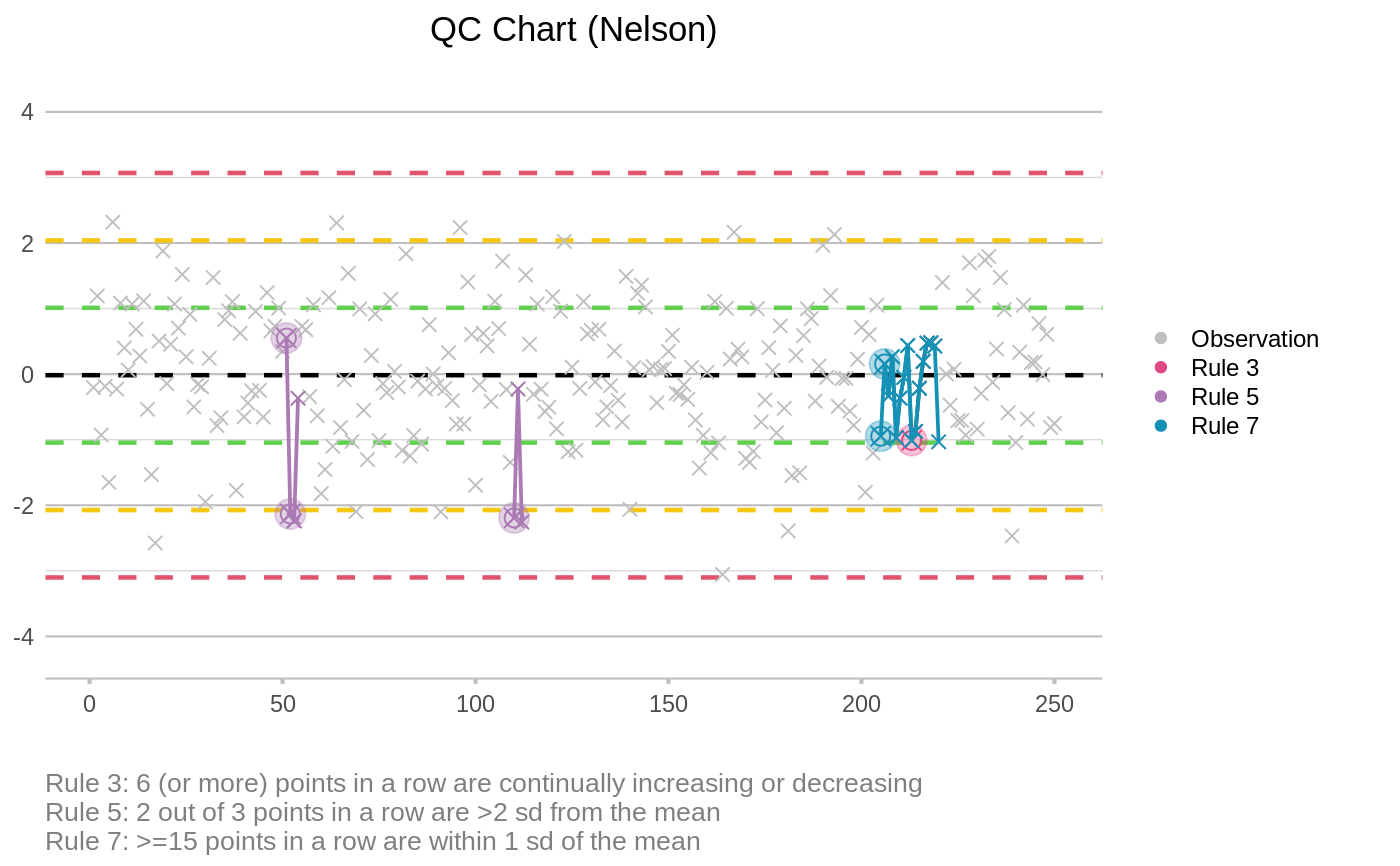 QC Chart (Nelson)
4
2
0
-2
-4
0 50 100 150 200 250
Observation
Rule 3
Rule 5
Rule 7
Rule 3: 6 (or more) points in a row are continually increasing or decreasing
Rule 5: 2 out of 3 points in a row are >2 sd from the mean
Rule 7: >=15 points in a row are within 1 sd of the mean